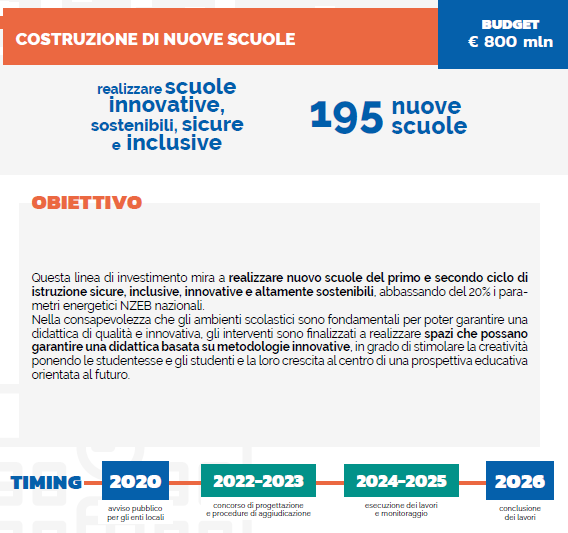 COSTRUZIONE DI NUOVE SCUOLE
BUDGET
€ 800 mln
realizzare scuole
innovative,
sostenibili, sicure
e inclusive
195 nuove
scuole
OBIETTIVO
Questa linea di investimento mira a realizzare nuovo scuole del primo e secondo ciclo di
istruzione sicure, inclusive, innovative e altamente sostenibili, abbassando del 20% i para-
metri energetici NZEB nazionali.
Nella consapevolezza che gli ambienti scolastici sono fondamentali per poter garantire una
didattica di qualità e innovativa, gli interventi sono finalizzati a realizzare spazi che possano
garantire una didattica basata su metodologie innovative, in grado di stimolare la creatività
ponendo le studentesse e gli studenti e la loro crescita al centro di una prospettiva educativa
orientata al futuro.
TIMING
2020
avviso pubblico
per gli enti locali
2022-2023
concorso di progettazione
e procedure di aggiudicazione
2024-2025
esecuzione dei lavori
e monitoraggio
2026
conclusione
dei lavori